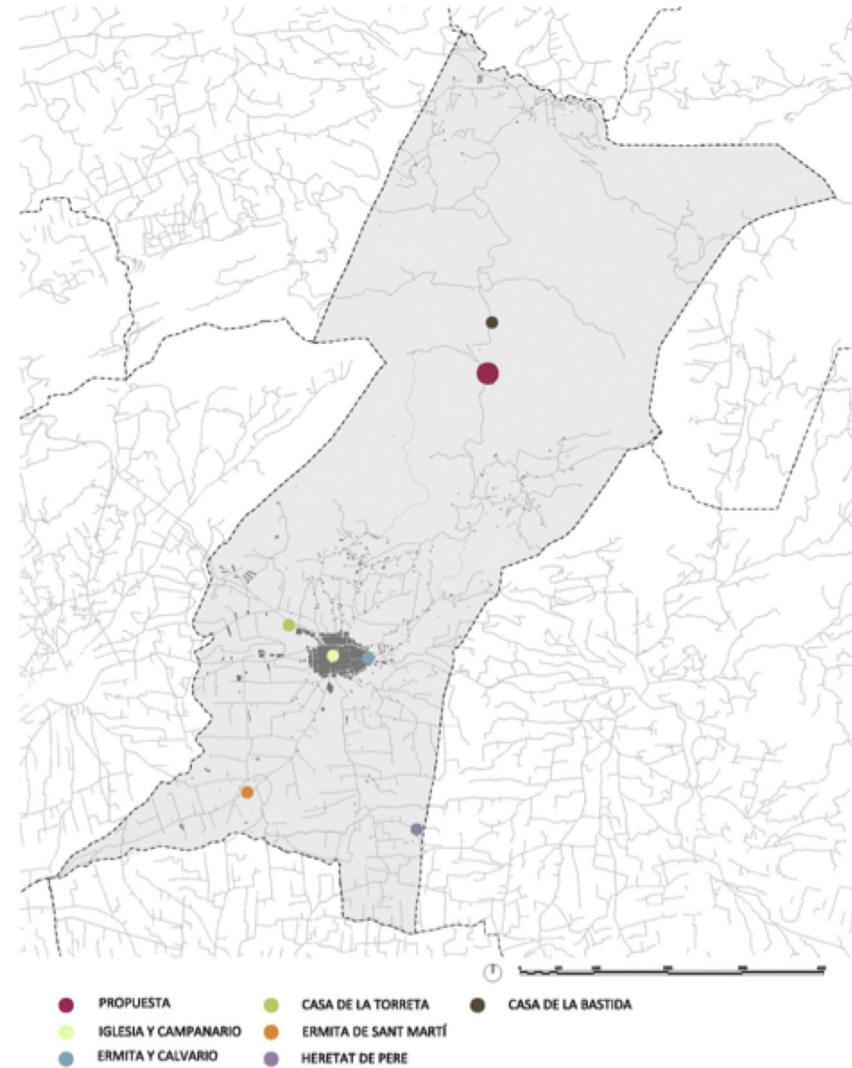 PROPUESTA
IGLESIA Y CAMPANARIO
ERMITA Y CALVARIO
CASA DE LA TORRETA
ERMITA DE SANT MARTÍ
HERETAT DE PERE
CASA DE LA BASTIDA